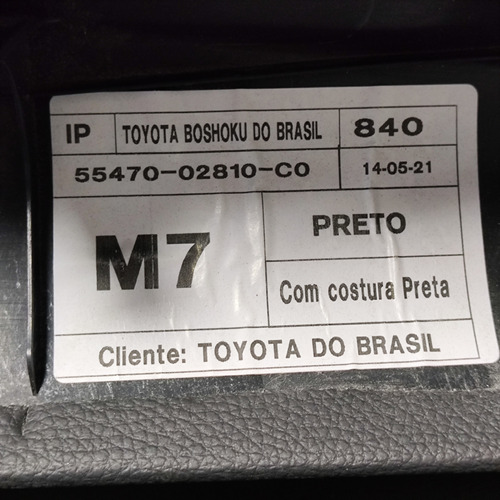 IP TOYOTA BOSHOKU DO BRASIL 840
55470-02810-C0 14-05-21
M7
PRETO
Com costura Preta
Cliente: TOYOTA DO BRASIL